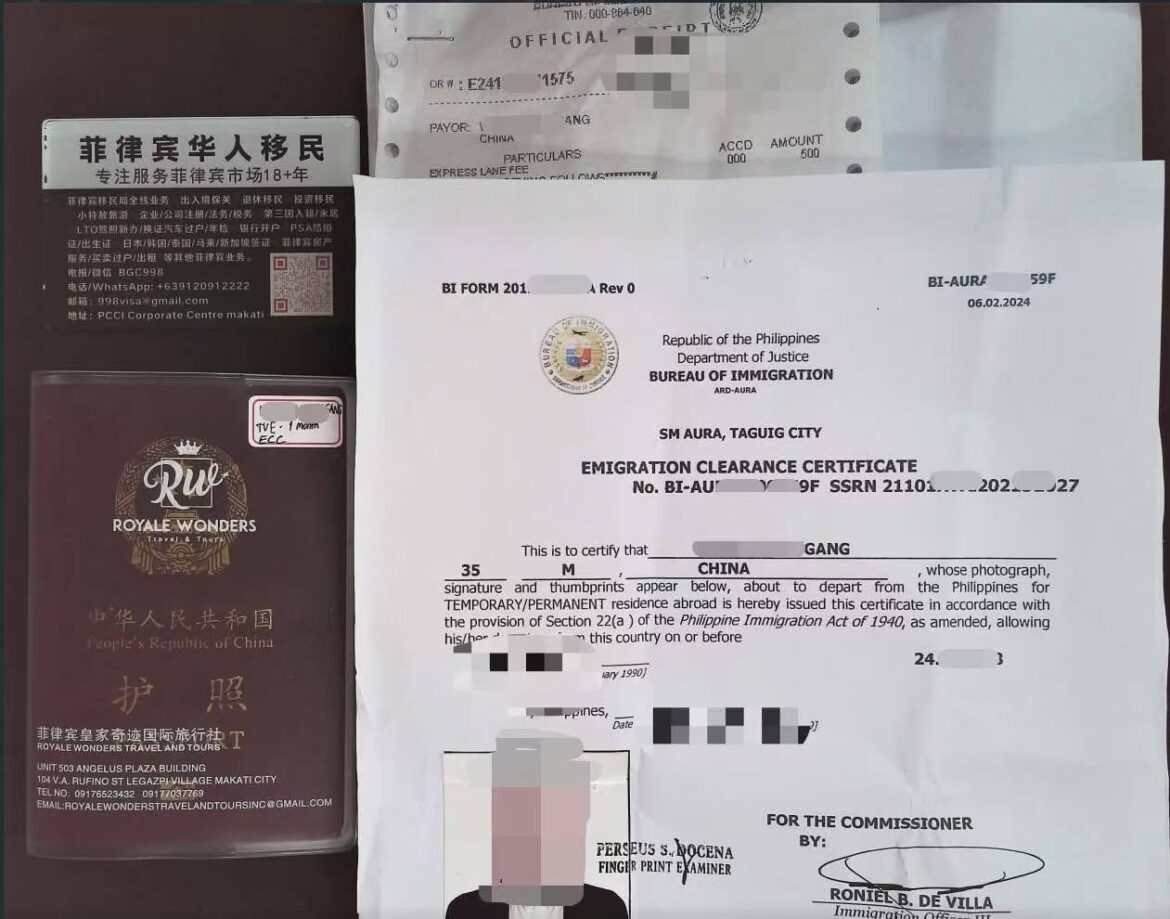 TIN. 000-864-640
OFFICIAL
OR # : E241 1575
PAYOR: ANG
CHINA
PARTICULARS
ACCD AMOUNT
000 500
EXPRESS LANE FEE
菲律宾华人移民
专注服务菲律宾市场18+年
菲律宾移民局全线业务 出入境保关 退休移民 投资移民
小特赦旅游 企业/公司注册/法务/税务 第三国入籍/永居
LTO驾照新办/换证汽车过户/年检 银行开户 PSA结婚
证/出生证 日本/韩国/泰国/马来/新加坡签证 菲律宾房产
服务/买卖过户/出租 等其他菲律宾业务。
电报/微信 BGC998
电话/WhatsApp: +639120912222
邮箱：998visa@gmail.com
地址：PCCI Corporate Centre makati
GANG
TVE - 1 Month
ECC
RW
ROYALE WONDERS
Travel & Tours
中华人民共和国
People's Republic of China
护 照
菲律宾皇家奇迹国际旅行社
ROYALE WONDERS TRAVEL AND TOURS
UNIT 503 ANGELUS PLAZA BUILDING
104 V.A. RUFINO ST LEGAZPI VILLAGE MAKATI CITY
TEL NO. 09176523432 09177037769
EMAIL:ROYALEWONDERSTRAVELANDTOURSINC@GMAIL.COM
BI FORM 201 A Rev 0
BI-AURA 59F
06.02.2024
BUREAU OF IMMIGRATION
Republic of the Philippines
Department of Justice
BUREAU OF IMMIGRATION
ARD-AURA
SM AURA, TAGUIG CITY
EMIGRATION CLEARANCE CERTIFICATE
No. BI-AU 9F SSRN 21101 202 27
This is to certify that GANG
35 M , CHINA , whose photograph,
signature and thumbprints appear below, about to depart from the Philippines for
TEMPORARY/PERMANENT residence abroad is hereby issued this certificate in accordance with
the provision of Section 22(a ) of the Philippine Immigration Act of 1940, as amended, allowing
his/her this country on or before
24.
1990]
Date
PERSEUS S. DOCENA
FINGER PRINT EXAMINER
FOR THE COMMISSIONER
BY:
RONIEL B. DE VILLA
Immigration Officer III